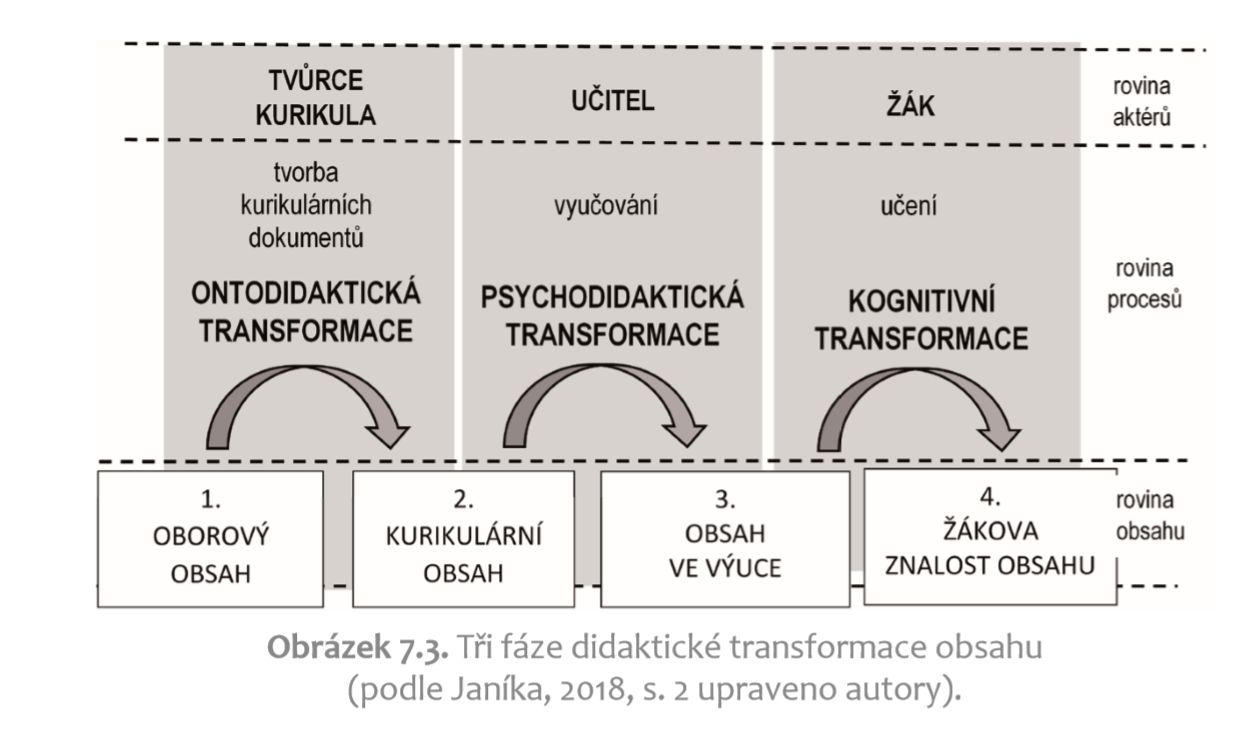 TVŮRCE
KURIKULA
UČITEL
ŽÁK
rovina
aktérů
tvorba
kurikulárních
dokumentů
vyučování
učení
rovina
procesů
ONTODIDAKTICKÁ
TRANSFORMACE
PSYCHODIDAKTICKÁ
TRANSFORMACE
KOGNITIVNÍ
TRANSFORMACE
1.
OBOROVÝ
OBSAH
2.
KURIKULÁRNÍ
OBSAH
3.
OBSAH
VE VÝUCE
4.
ŽÁKOVA
ZNALOST OBSAHU
rovina
obsahu
Obrázek 7.3. Tři fáze didaktické transformace obsahu
(podle Janíka, 2018, s. 2 upraveno autory).